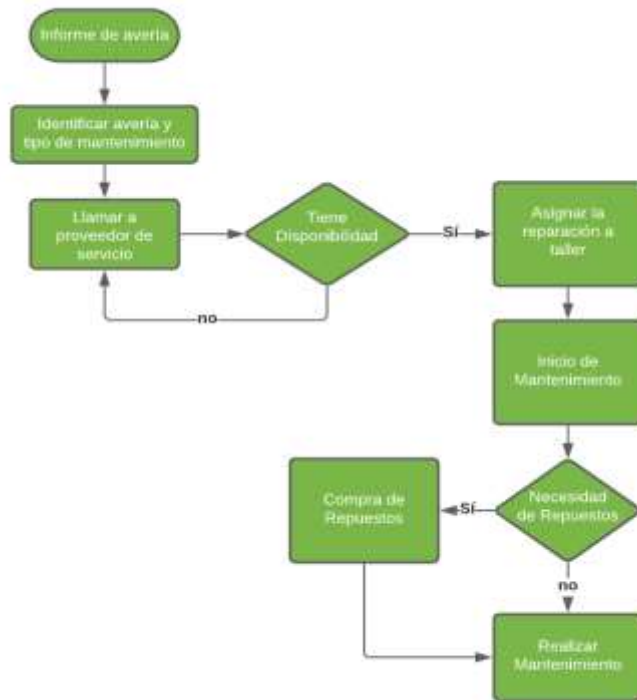 Informe de avería
Identificar avería y
tipo de mantenimiento
Llamar a
proveedor de
servicio
Tiene
Disponibilidad
Sí
Asignar la
reparación a
taller
no
Inicio de
Mantenimiento
Compra de
Repuestos
Sí
Necesidad
de Repuestos
no
Realizar
Mantenimiento